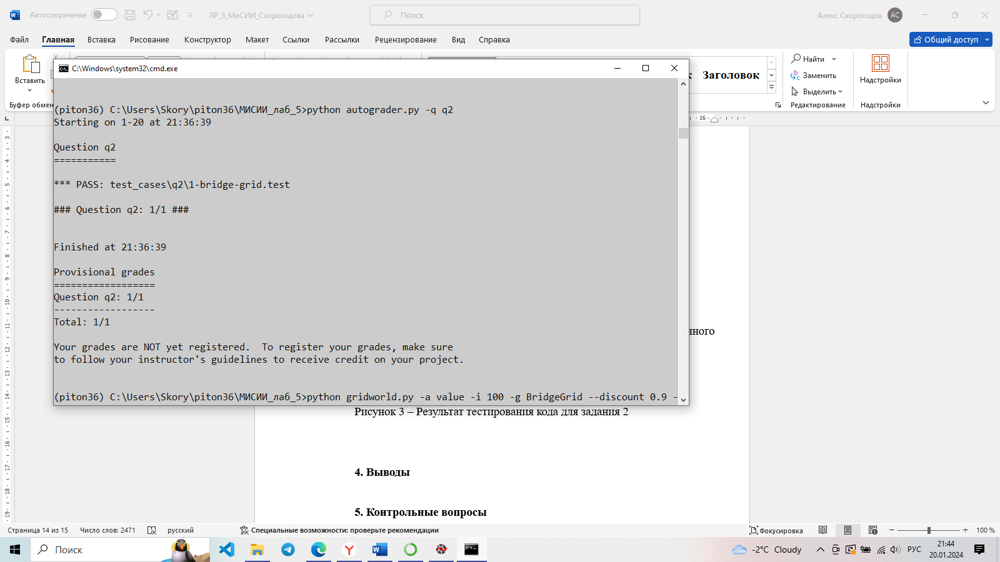 Автосохранение
ЛР_5_МиСИИ_Скороходова
Поиск
Алекс Скороходов
АС
Файл
Главная
Вставка
Рисование
Конструктор
Макет
Ссылки
Рассылки
Рецензирование
Вид
Справка
Общий доступ
Вставить
Буфер обмен
Заголовок
Найти
Заменить
Выделить
Редактирование
Надстройки
Надстройки
C:\Windows\system32\cmd.exe
(piton36) C:\Users\Skory\piton36\МИСИИ_лаб_5>python autograder.py -q q2
Starting on 1-20 at 21:36:39
Question q2
===========
*** PASS: test_cases\q2\1-bridge-grid.test
### Question q2: 1/1 ###
Finished at 21:36:39
Provisional grades
==================
Question q2: 1/1
------------------
Total: 1/1
Your grades are NOT yet registered.  To register your grades, make sure
to follow your instructor's guidelines to receive credit on your project.
(piton36) C:\Users\Skory\piton36\МИСИИ_лаб_5>python gridworld.py -a value -i 100 -g BridgeGrid --discount 0.9 -
нного
Рисунок 3 – Результат тестирования кода для задания 2
4. Выводы
5. Контрольные вопросы
Страница 14 из 15
Число слов: 2471
русский
Специальные возможности: проверьте рекомендации
Фокусировка
100 %
Поиск
-2°C Cloudy
РУС
21:44
20.01.2024